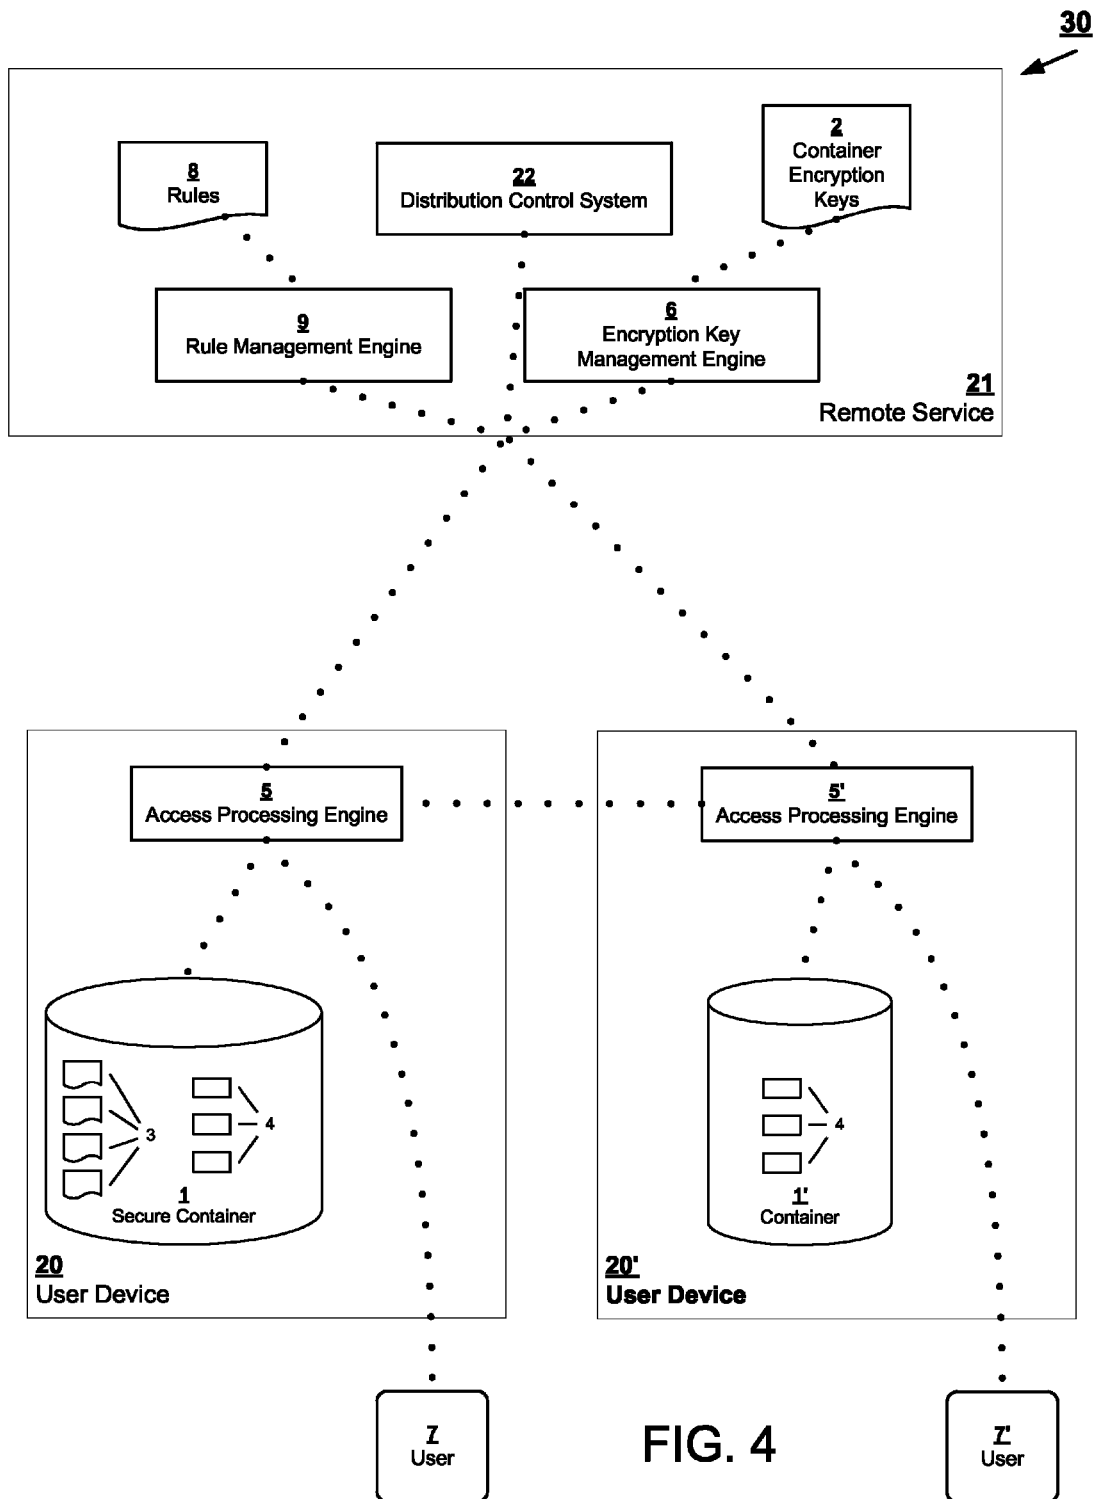 30
8
Rules
22
Distribution Control System
2
Container
Encryption
Keys
9
Rule Management Engine
6
Encryption Key
Management Engine
21
Remote Service
5
Access Processing Engine
5'
Access Processing Engine
3
4
1
Secure Container
4
1'
Container
20
User Device
20'
User Device
7
User
FIG. 4
7'
User